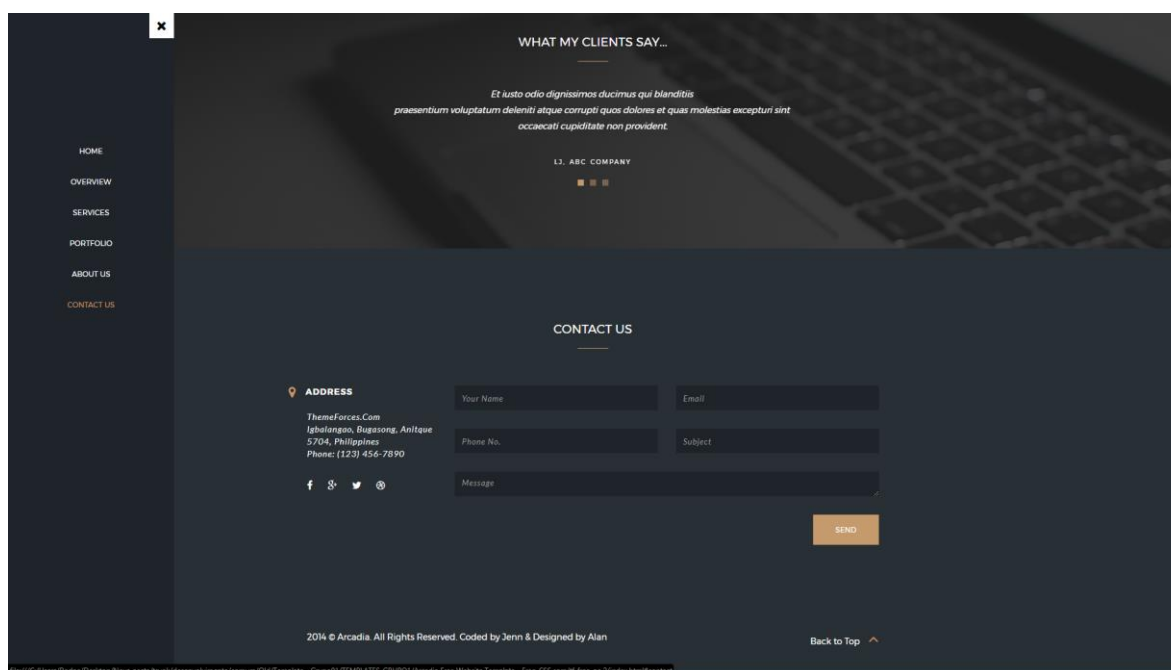 WHAT MY CLIENTS SAY...
Et iusto odio dignissimos ducimus qui blanditiis
praesentium voluptatum deleniti atque corrupti quos dolores et quas molestias excepturi sint
occaecati cupiditate non provident.
LJ, ABC COMPANY
HOME
OVERVIEW
SERVICES
PORTFOLIO
ABOUT US
CONTACT US
CONTACT US
ADDRESS
ThemeForces.Com
Igbalangao, Bugasong, Anitque
5704, Philippines
Phone: (123) 456-7890
Your Name
Email
Phone No.
Subject
Message
SEND
2014 © Arcadia. All Rights Reserved. Coded by Jenn & Designed by Alan
Back to Top